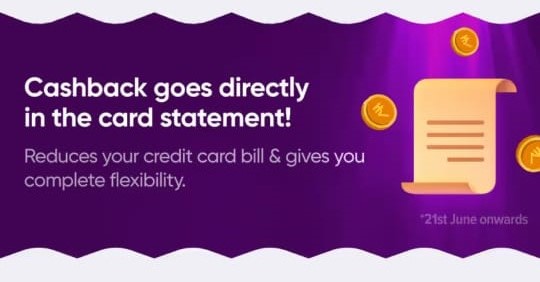 Cashback goes directly
in the card statement!
Reduces your credit card bill & gives you
complete flexibility.
*21st June onwards